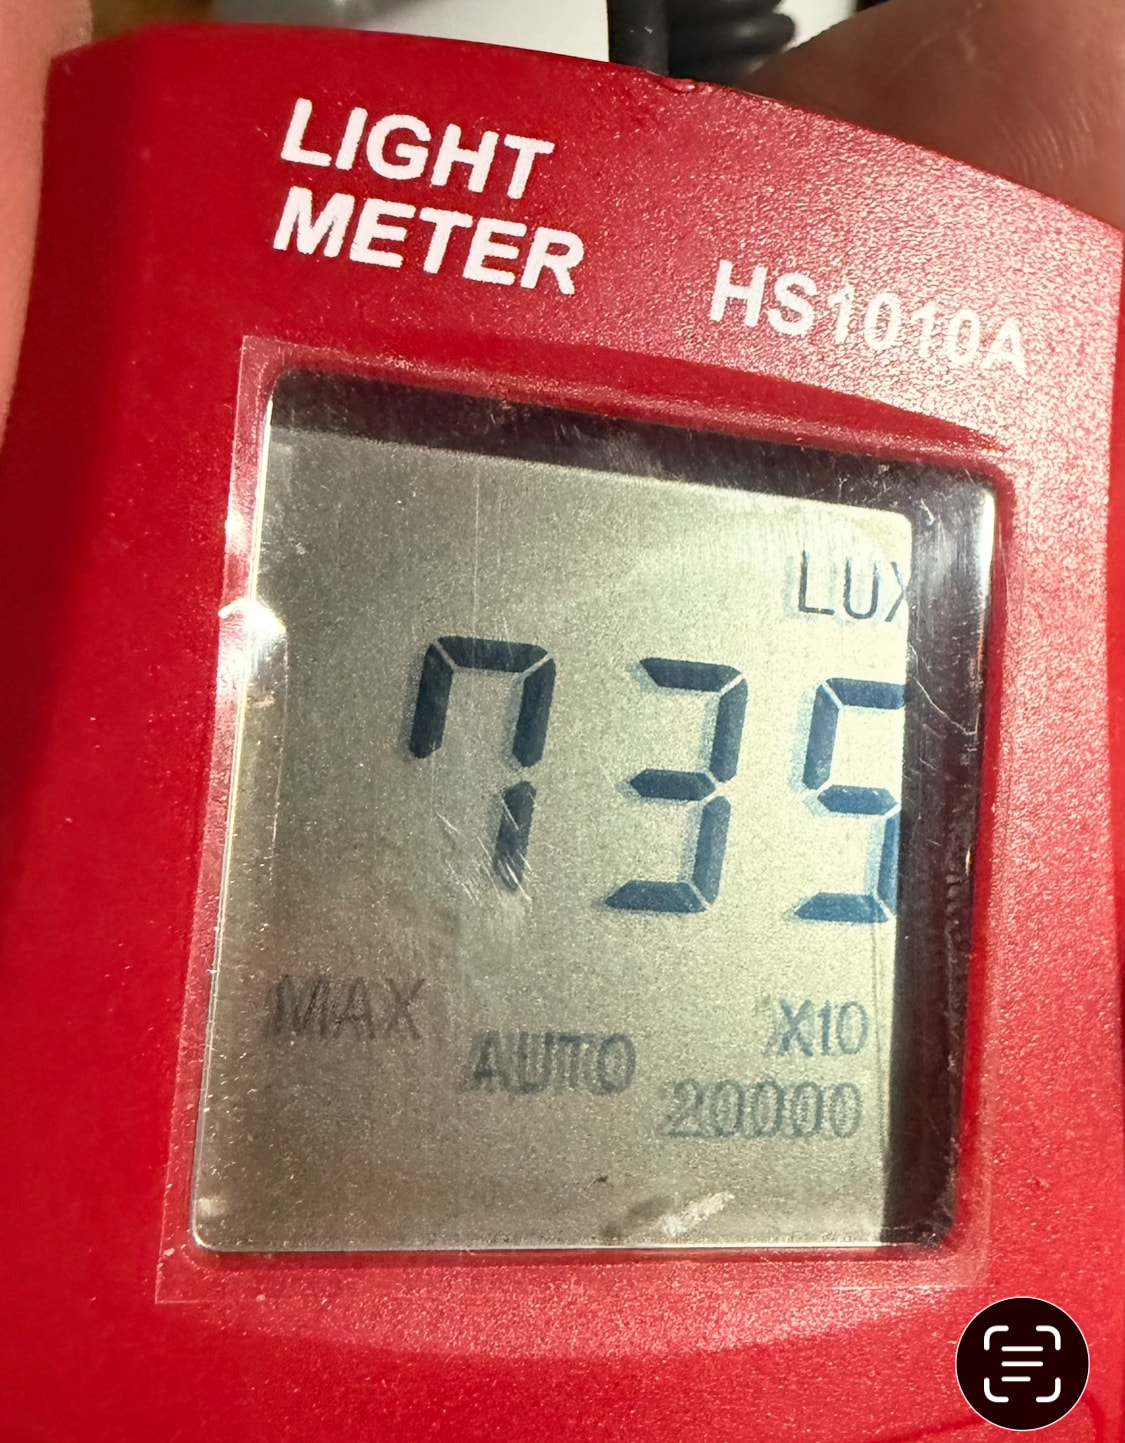 LIGHT
METER
HS1010A
LUX
735
MAX
AUTO
X10
20000